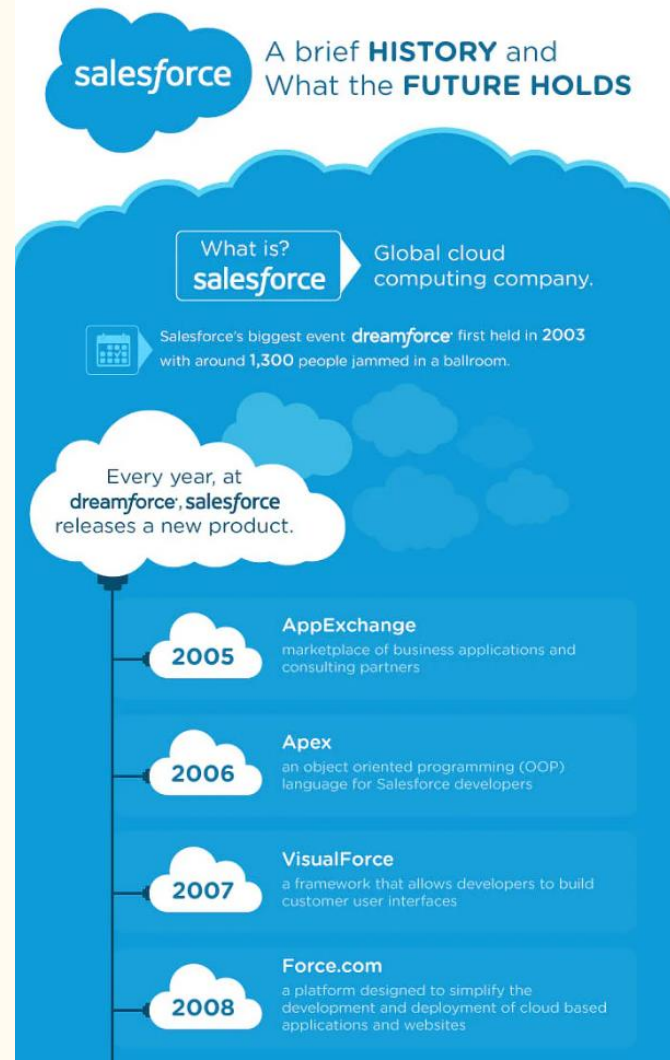 salesforce
A brief HISTORY and
What the FUTURE HOLDS
What is?
salesforce
Global cloud
computing company.
Salesforce's biggest event dreamforce first held in 2003
with around 1,300 people jammed in a ballroom.
Every year, at
dreamforce, salesforce
releases a new product.
2005
AppExchange
marketplace of business applications and
consulting partners
2006
Apex
an object oriented programming (OOP)
language for Salesforce developers
2007
VisualForce
a framework that allows developers to build
customer user interfaces
2008
Force.com
a platform designed to simplify the
development and deployment of cloud based
applications and websites